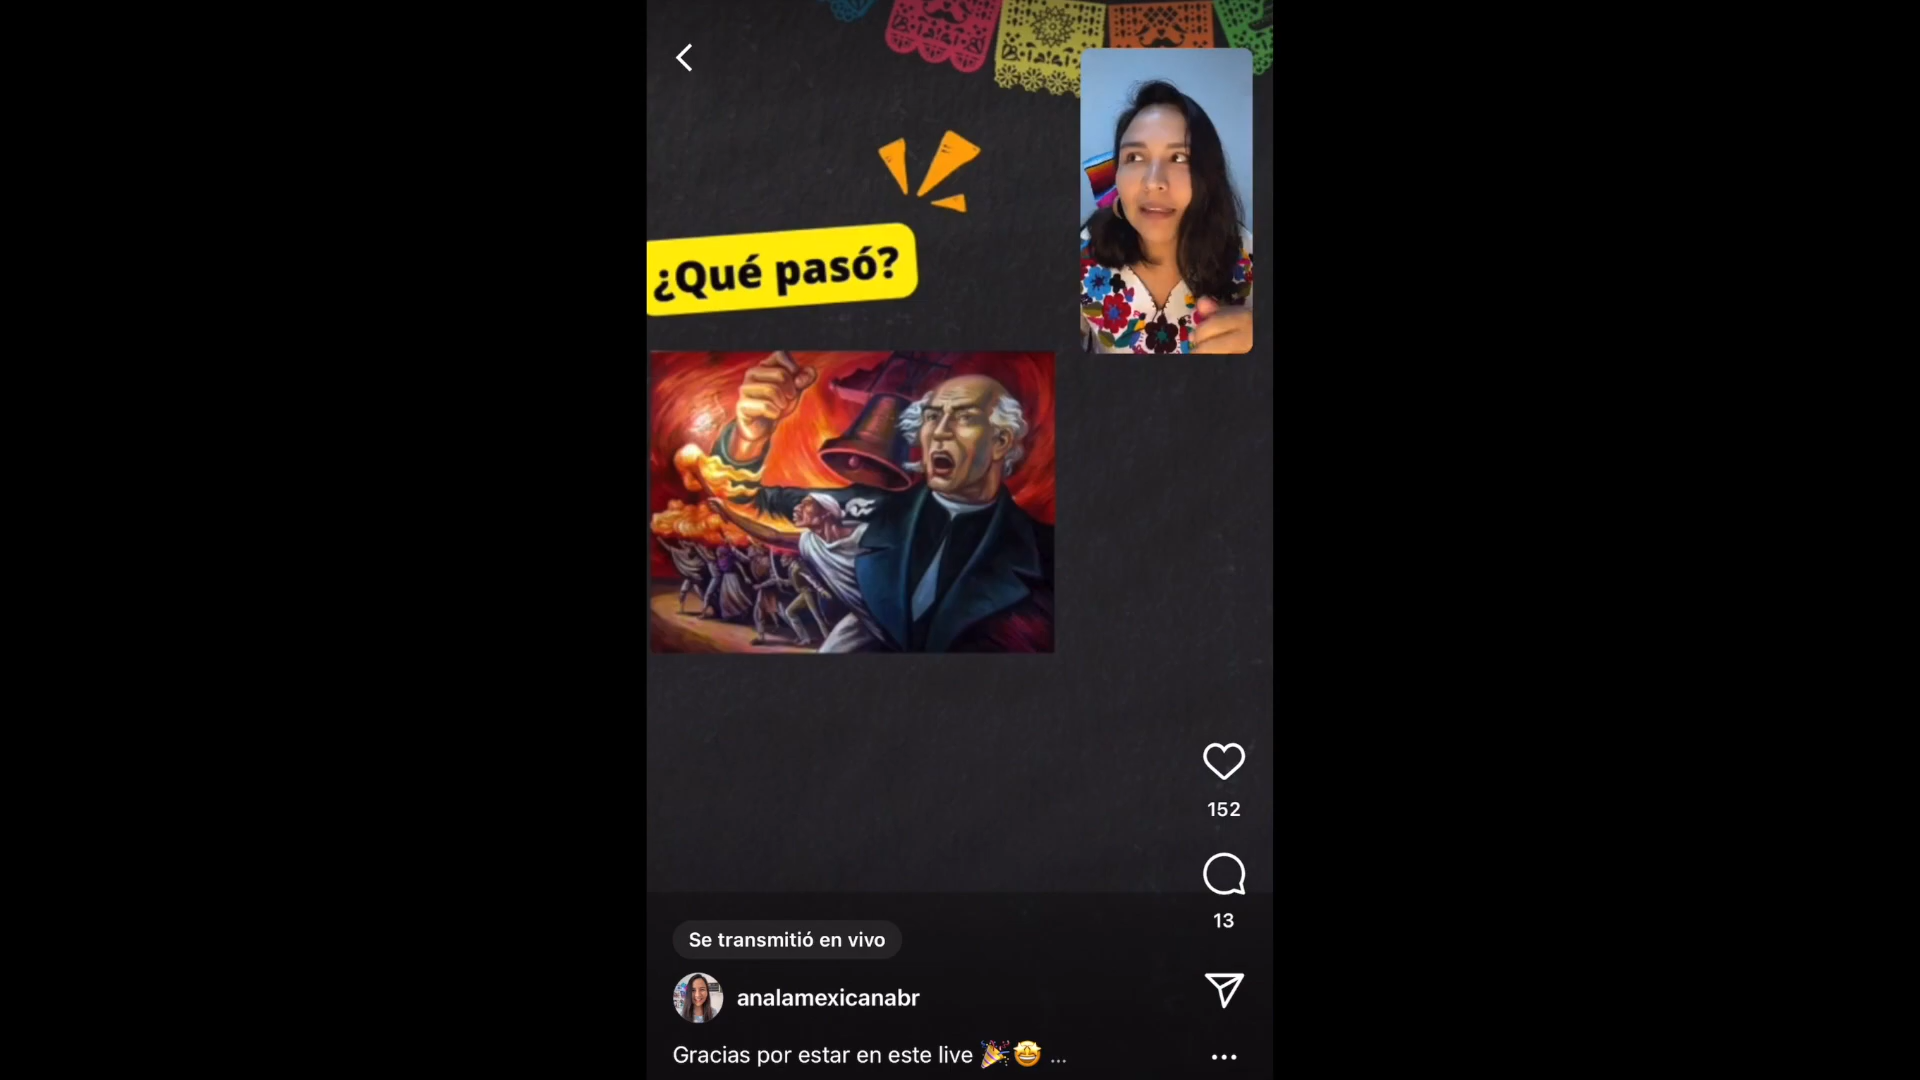 ¿Qué pasó?
152
13
Se transmitió en vivo
analamexicanabr
Gracias por estar en este live 🎉🤩 ...